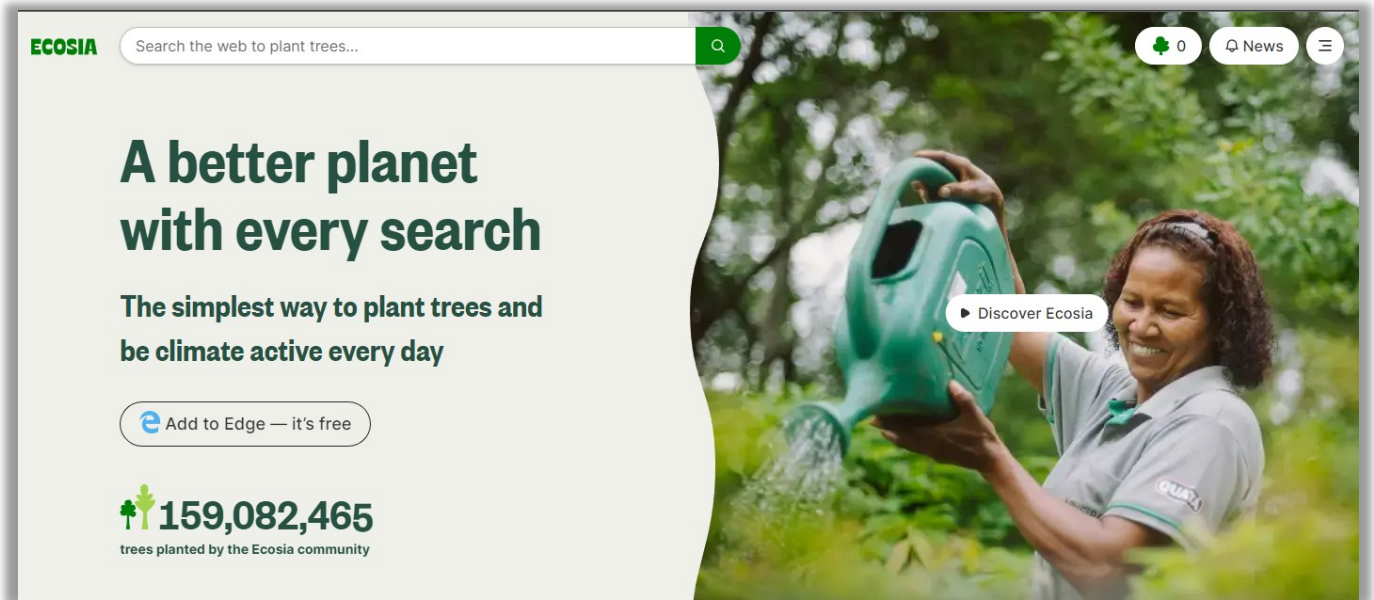 ECOSIA
Search the web to plant trees...
0
News
A better planet
with every search
The simplest way to plant trees and
be climate active every day
Discover Ecosia
Add to Edge — it's free
159,082,465
trees planted by the Ecosia community